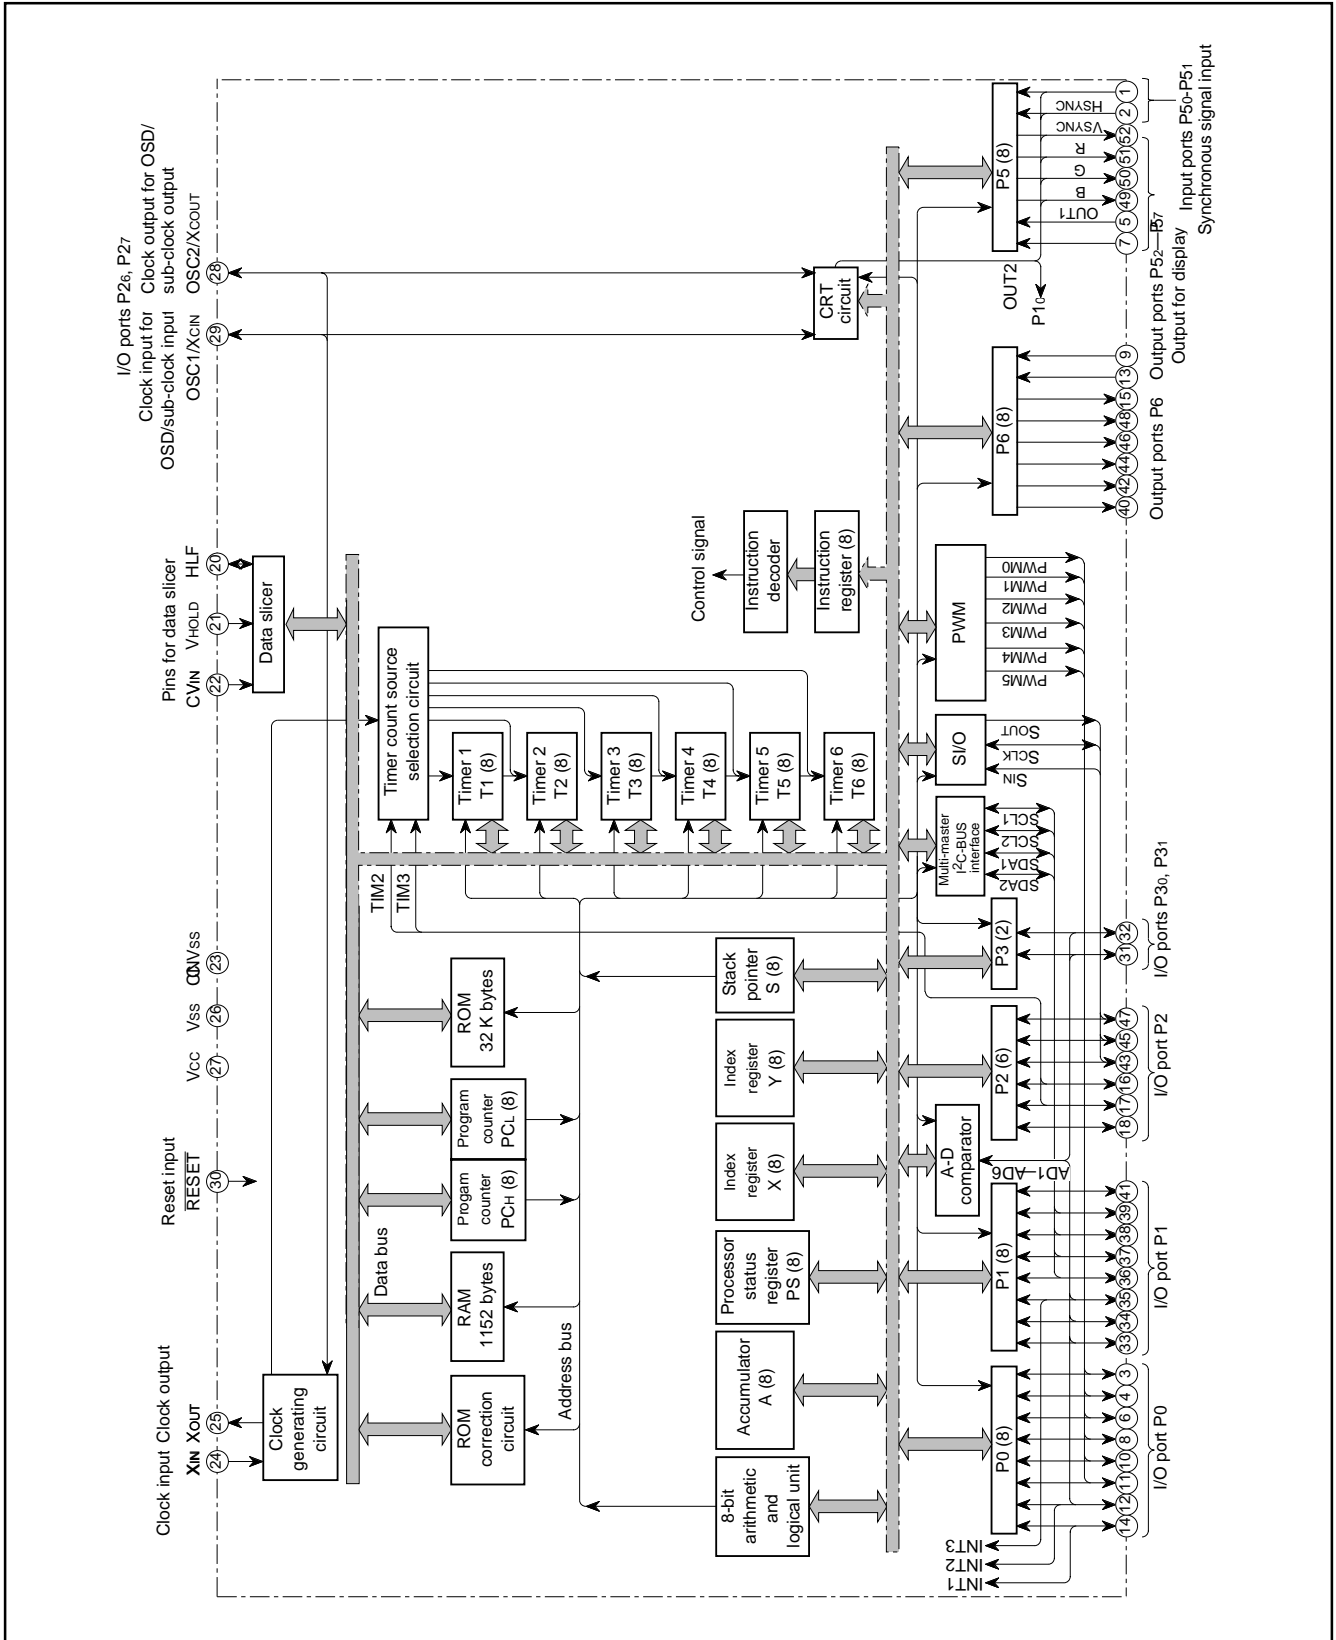 Clock input Clock output
XIN XOUT
24 25
Reset input
RESET
30
VCC VSS CNVSS
27 26 23
Pins for data slicer
CVIN VHOLD HLF
22 21 20
I/O ports P26, P27
Clock input for
OSD/sub-clock input
OSC1/XCIN
29
Clock output for OSD/
sub-clock output
OSC2/XCOUT
28
Clock
generating
circuit
Data slicer
Data bus
ROM
correction
circuit
RAM
1152 bytes
Progam
counter
PCH (8)
Program
counter
PCL (8)
ROM
32 K bytes
TIM2
TIM3
Timer count source
selection circuit
Timer 1
T1 (8)
Timer 2
T2 (8)
Timer 3
T3 (8)
Timer 4
T4 (8)
Timer 5
T5 (8)
Timer 6
T6 (8)
Address bus
8-bit
arithmetic
and
logical unit
Accumulator
A (8)
Processor
status
register
PS (8)
Index
register
X (8)
Index
register
Y (8)
Stack
pointer
S (8)
Control signal
Instruction
decoder
Instruction
register (8)
CRT
circuit
A-D
comparator
Multi-master
I2C-BUS
interface
SI/O
PWM
P0 (8)
P1 (8)
P2 (6)
P3 (2)
P6 (8)
P5 (8)
OUT2
P10
INT1
INT2
INT3
AD1–AD6
SDA2
SDA1
SCL2
SCL1
SIN
SCLK
SOUT
PWM5
PWM4
PWM3
PWM2
PWM1
PWM0
OUT1
B
G
R
VSYNC
HSYNC
14 12 11 10 8 6 4 3
I/O port P0
33 34 35 36 37 38 39 41
I/O port P1
18 17 16 43 45 47
I/O port P2
31 32
I/O ports P30, P31
40 42 44 46 48 15 13 9
Output ports P6
7 5 49 50 51 52
Output ports P52–P57
Output for display
2 1
Input ports P50-P51
Synchronous signal input